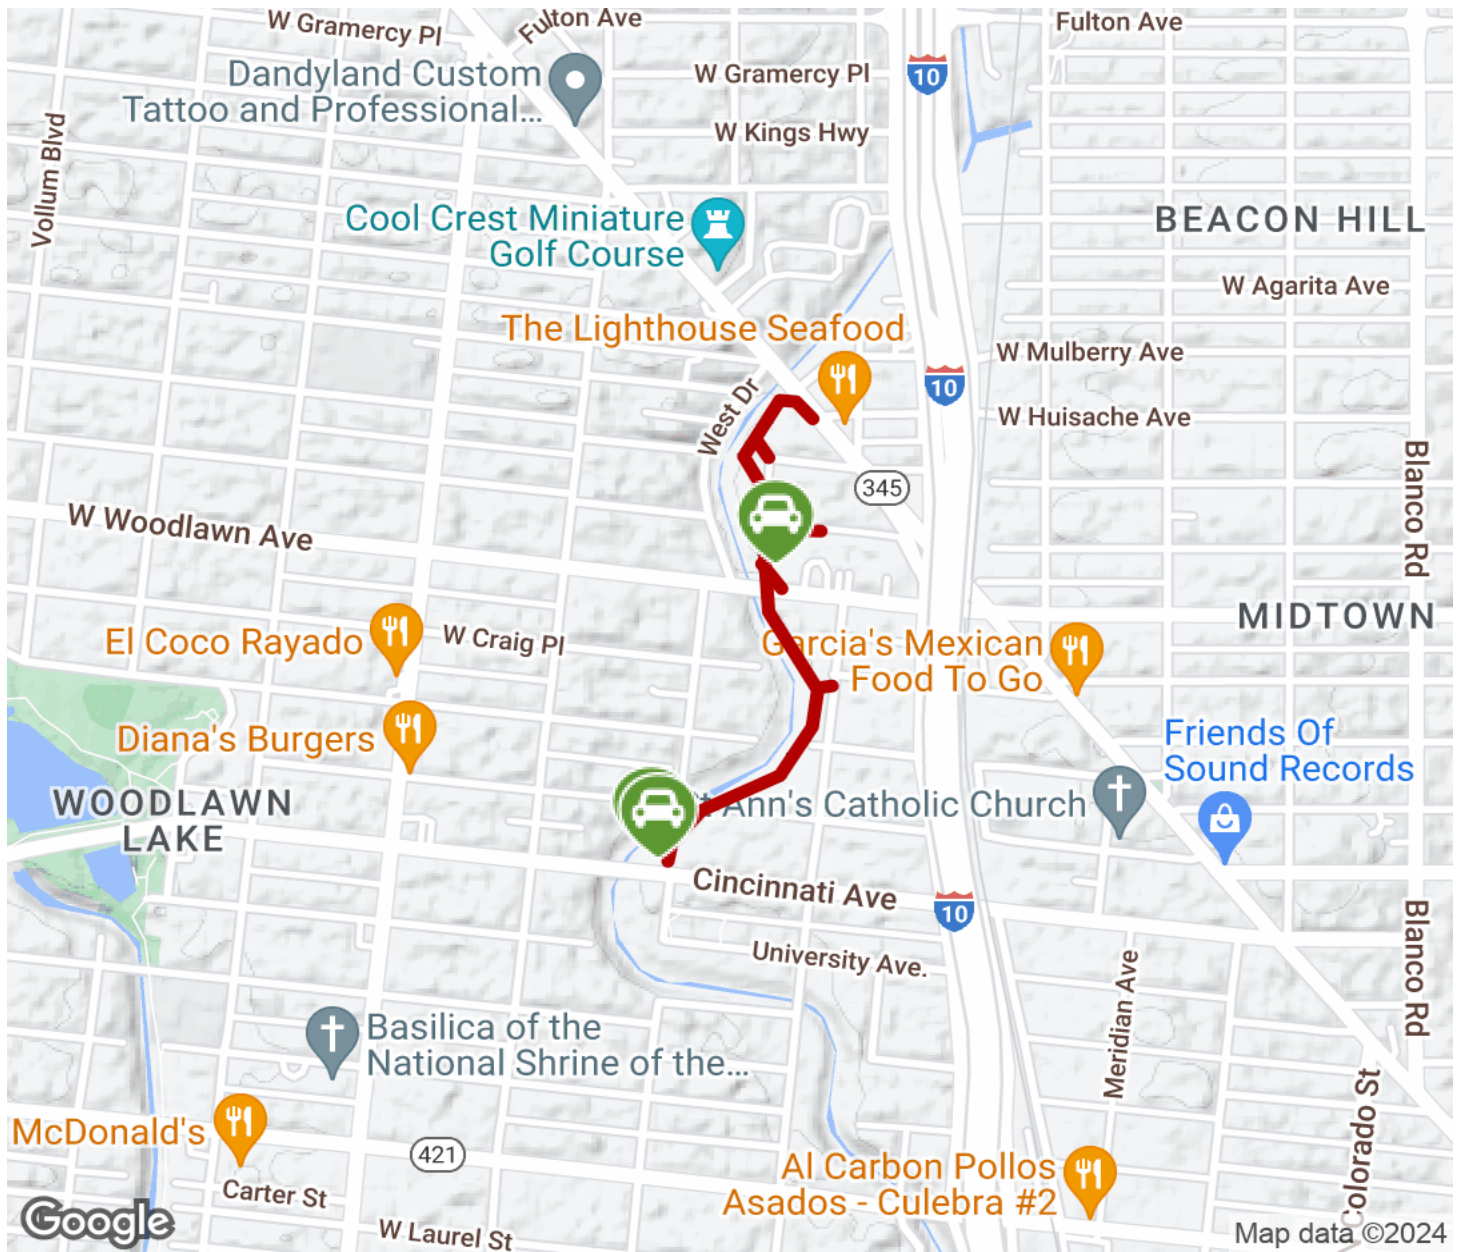 W Gramercy Pl
Fulton Ave
Fulton Ave
Dandyland Custom
Tattoo and Professional...
W Gramercy Pl
10
W Kings Hwy
Vollum Blvd
Cool Crest Miniature
Golf Course
BEACON HILL
W Agarita Ave
The Lighthouse Seafood
W Mulberry Ave
10
West Dr
W Huisache Ave
345
Blanco Rd
W Woodlawn Ave
MIDTOWN
El Coco Rayado
W Craig Pl
Garcia's Mexican
Food To Go
Diana's Burgers
Friends Of
Sound Records
WOODLAWN
LAKE
Ann's Catholic Church
Cincinnati Ave
10
Blanco Rd
University Ave.
Meridian Ave
Basilica of the
National Shrine of the...
McDonald's
421
Colorado St
Al Carbon Pollos
Asados - Culebra #2
Carter St
W Laurel St
Google
Map data ©2024